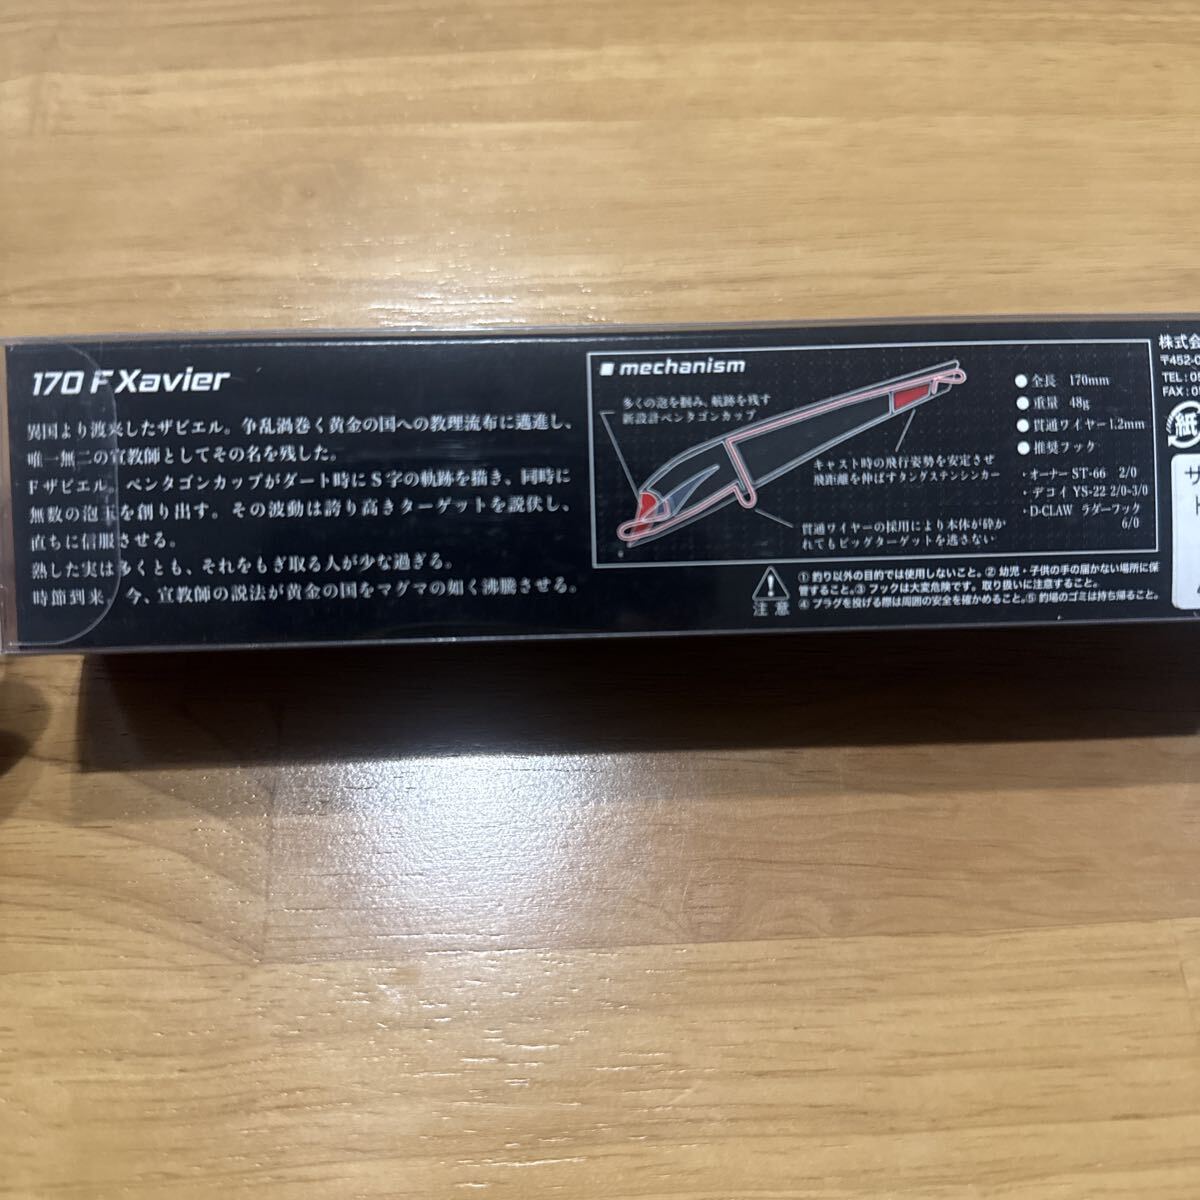 170 F Xavier
異国より渡来したザビエル。争乱渦巻く黄金の国への教理流布に邁進し、
唯一無二の宣教師としてその名を残した。
Fザビエル ペンタゴンカップがダート時にS字の軌跡を描き、同時に
無数の泡玉を創り出す。その波動は誇り高きターゲットを説伏し、
直ちに信服させる。
熟した実は多くとも、それをもぎ取る人が少な過ぎる。
時節到来、今、宣教師の説法が黄金の国をマグマの如く沸騰させる。
mechanism
多くの泡を掴み、軌跡を残す
新設計ペンタゴンカップ
キャスト時の飛行姿勢を安定させ
飛距離を伸ばすタングステンシンカー
貫通ワイヤーの採用により本体が砕か
れてもビッグターゲットを逃さない
全長 170mm
重量 48g
貫通ワイヤー1.2mm
推奨フック
・オーナー ST-66 2/0
・デコイ YS-22 2/0~3/0
・D-CLAW ラダーフック
6/0
注意
① 釣り以外の目的では使用しないこと。② 幼児・子供の手の届かない場所に保
管すること。③ フックは大変危険です。取り扱いに注意すること。
④ プラグを投げる際は周囲の安全を確かめること。⑤ 釣場のゴミは持ち帰ること。
株式会
〒452-0
TEL:05
FAX:05
紙
ザ